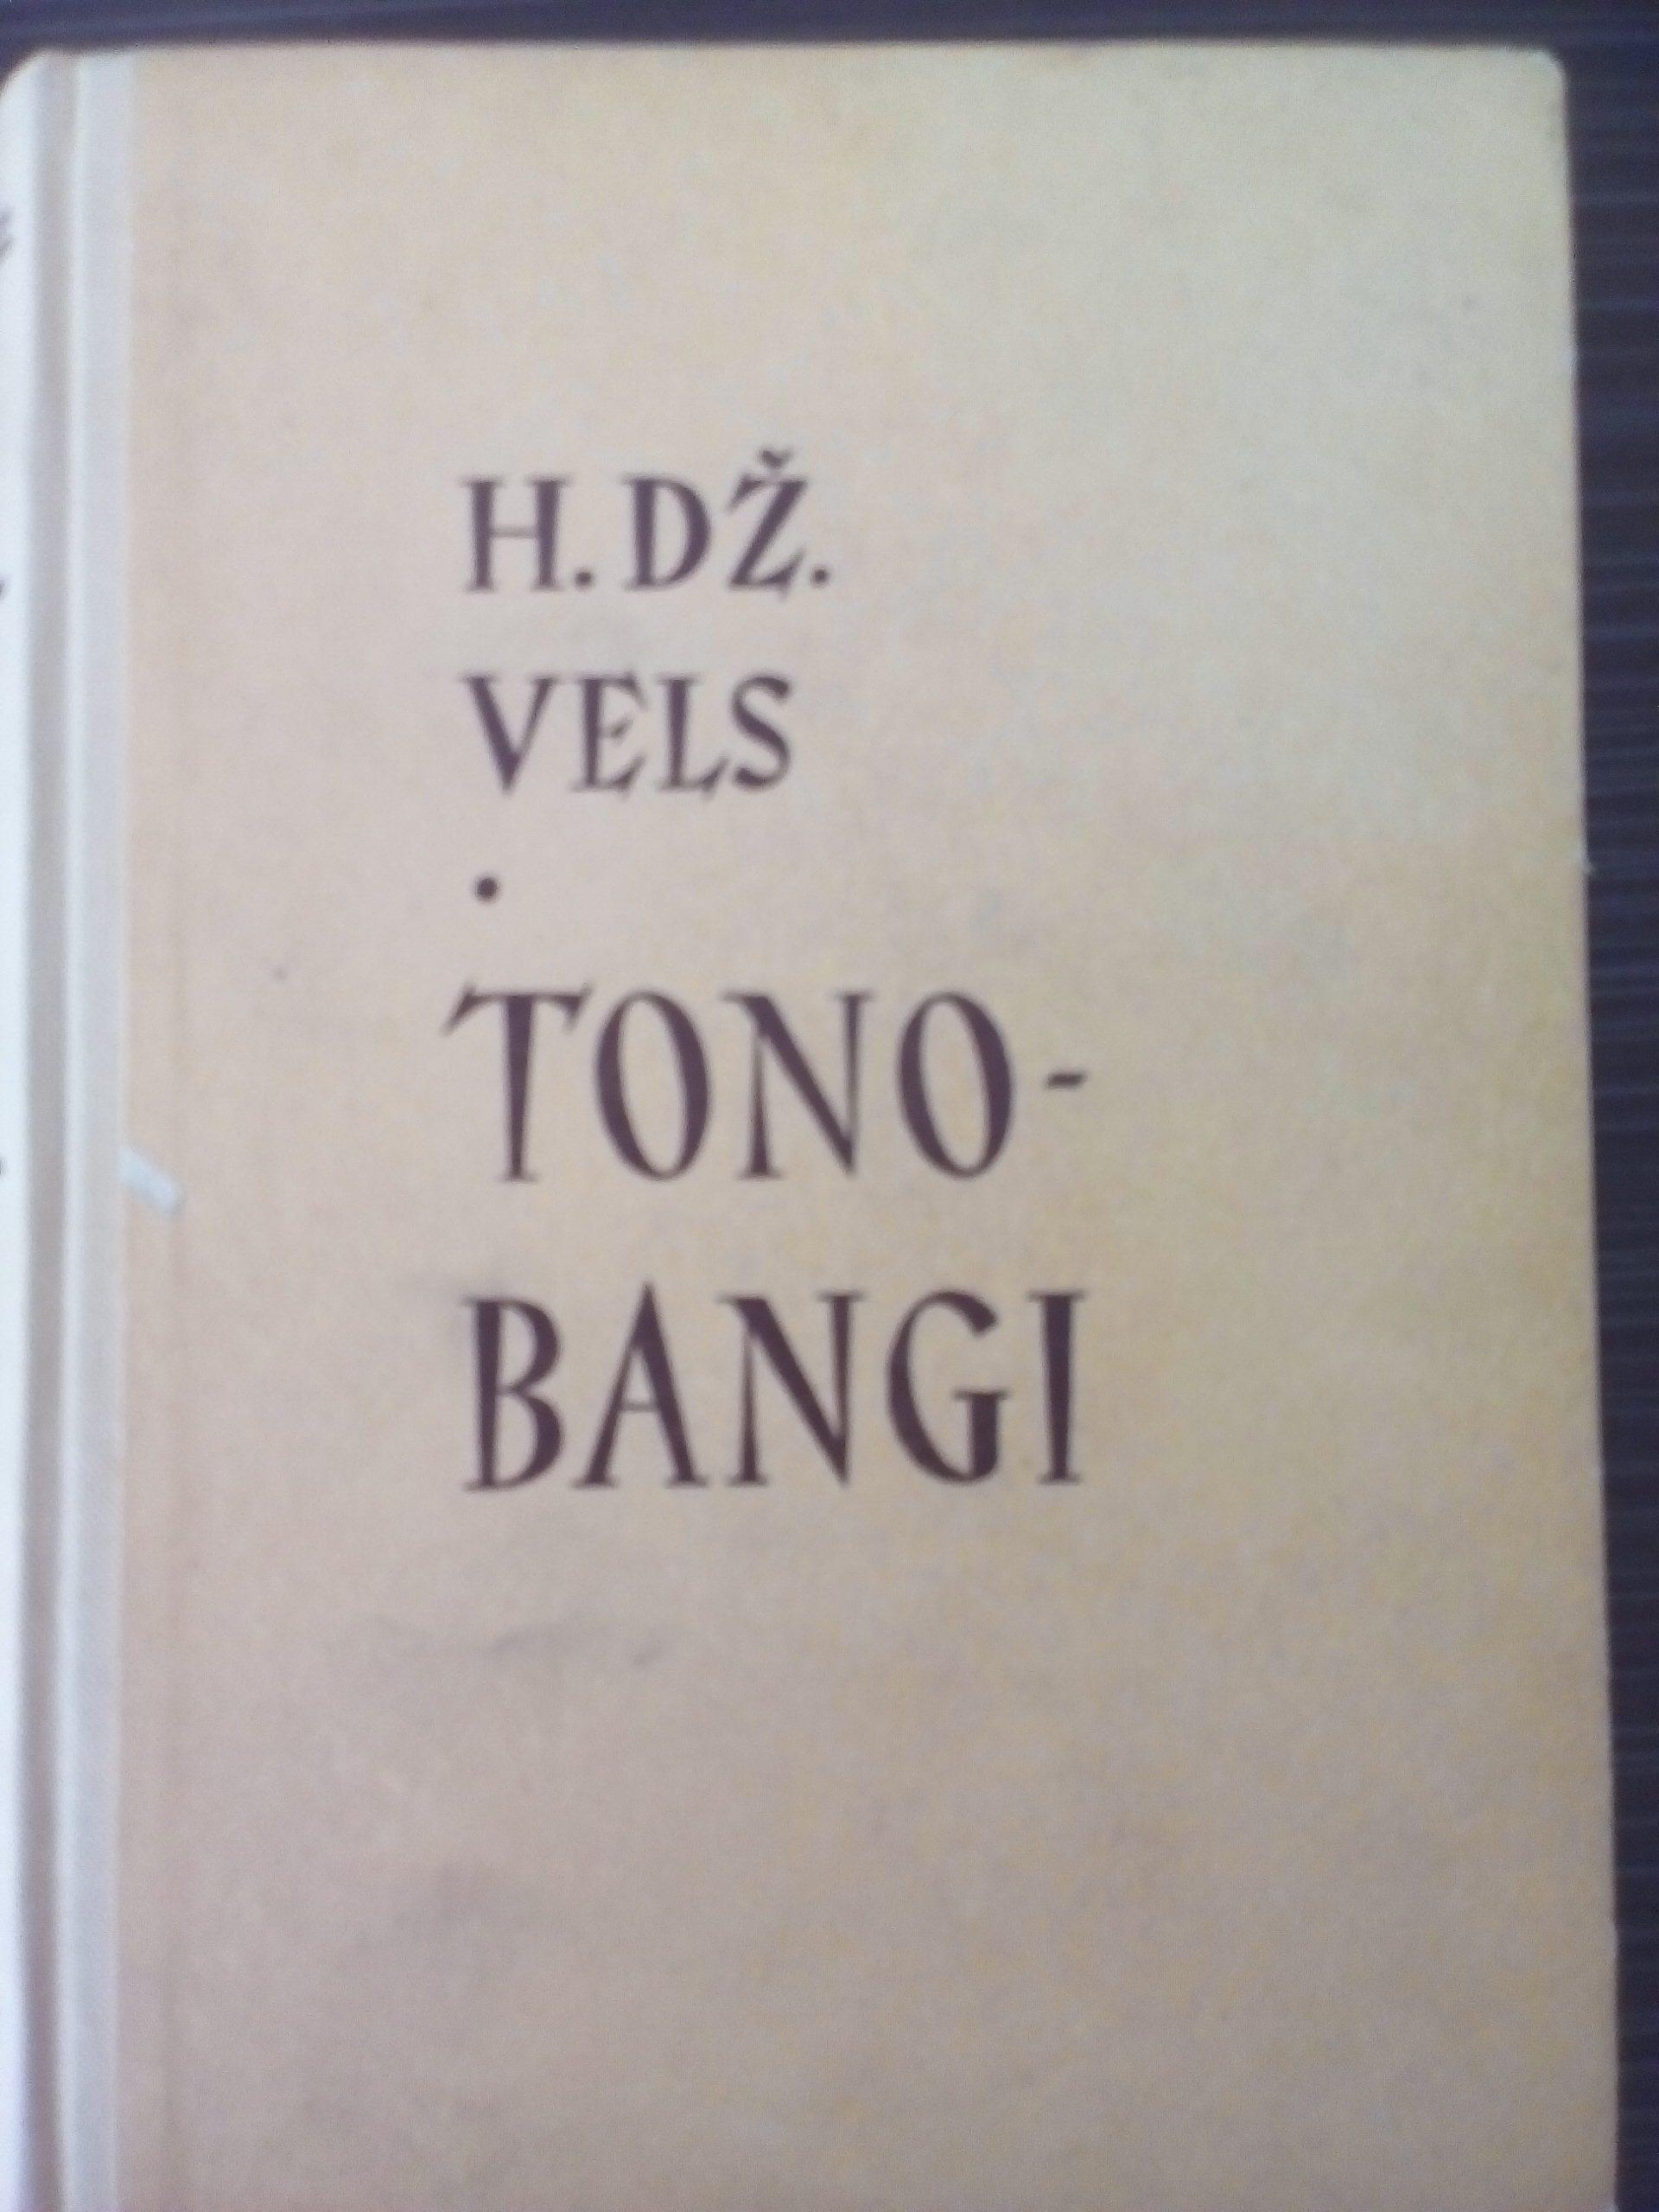 H. DŽ.
VELS
·
TONO-
BANGI